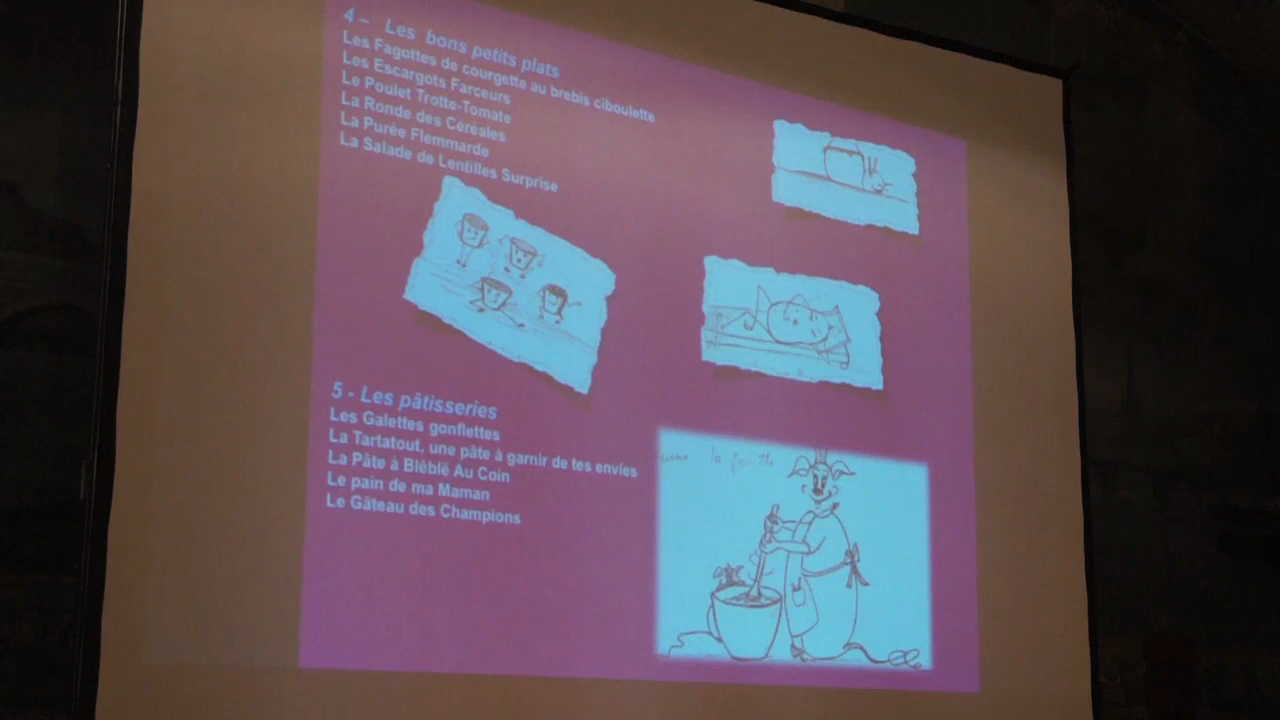 4 - Les bons petits plats
Les Fagottes de courgette au brebis ciboulette
Les Escargots Farceurs
Le Poulet Trotte-Tomate
La Ronde des Céréales
La Purée Flemmarde
La Salade de Lentilles Surprise
5 - Les pâtisseries
Les Galettes gonflettes
La Tartatout, une pâte à garnir de tes envies
La Pâte à Blèblè Au Coin
Le pain de ma Maman
Le Gâteau des Champions
la